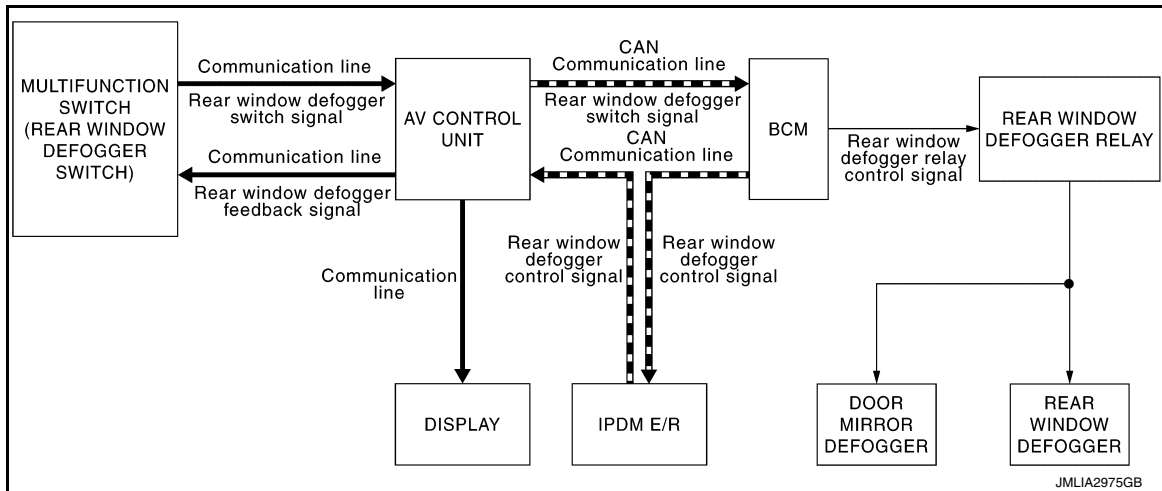 MULTIFUNCTION
SWITCH
(REAR WINDOW
DEFOGGER
SWITCH)
Communication line
Rear window defogger
switch signal
Communication line
Rear window defogger
feedback signal
AV CONTROL
UNIT
CAN
Communication line
Rear window defogger
switch signal
CAN
Communication line
BCM
Rear window
defogger relay
control signal
REAR WINDOW
DEFOGGER RELAY
Communication
line
Rear window
defogger
control signal
Rear window
defogger
control signal
DISPLAY
IPDM E/R
DOOR
MIRROR
DEFOGGER
REAR
WINDOW
DEFOGGER
JMLIA2975GB